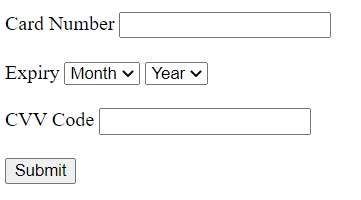 Card Number
Expiry Month Year
CVV Code
Submit